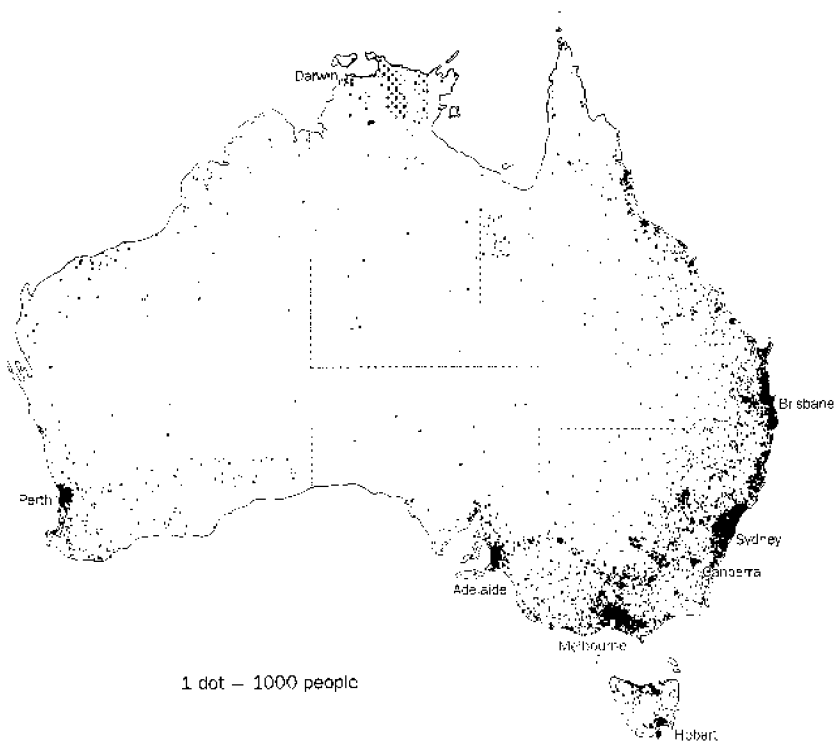 Darwin
Brisbane
Perth
Sydney
Canberra
Adelaide
Melbourne
1 dot – 1000 people
Hobart